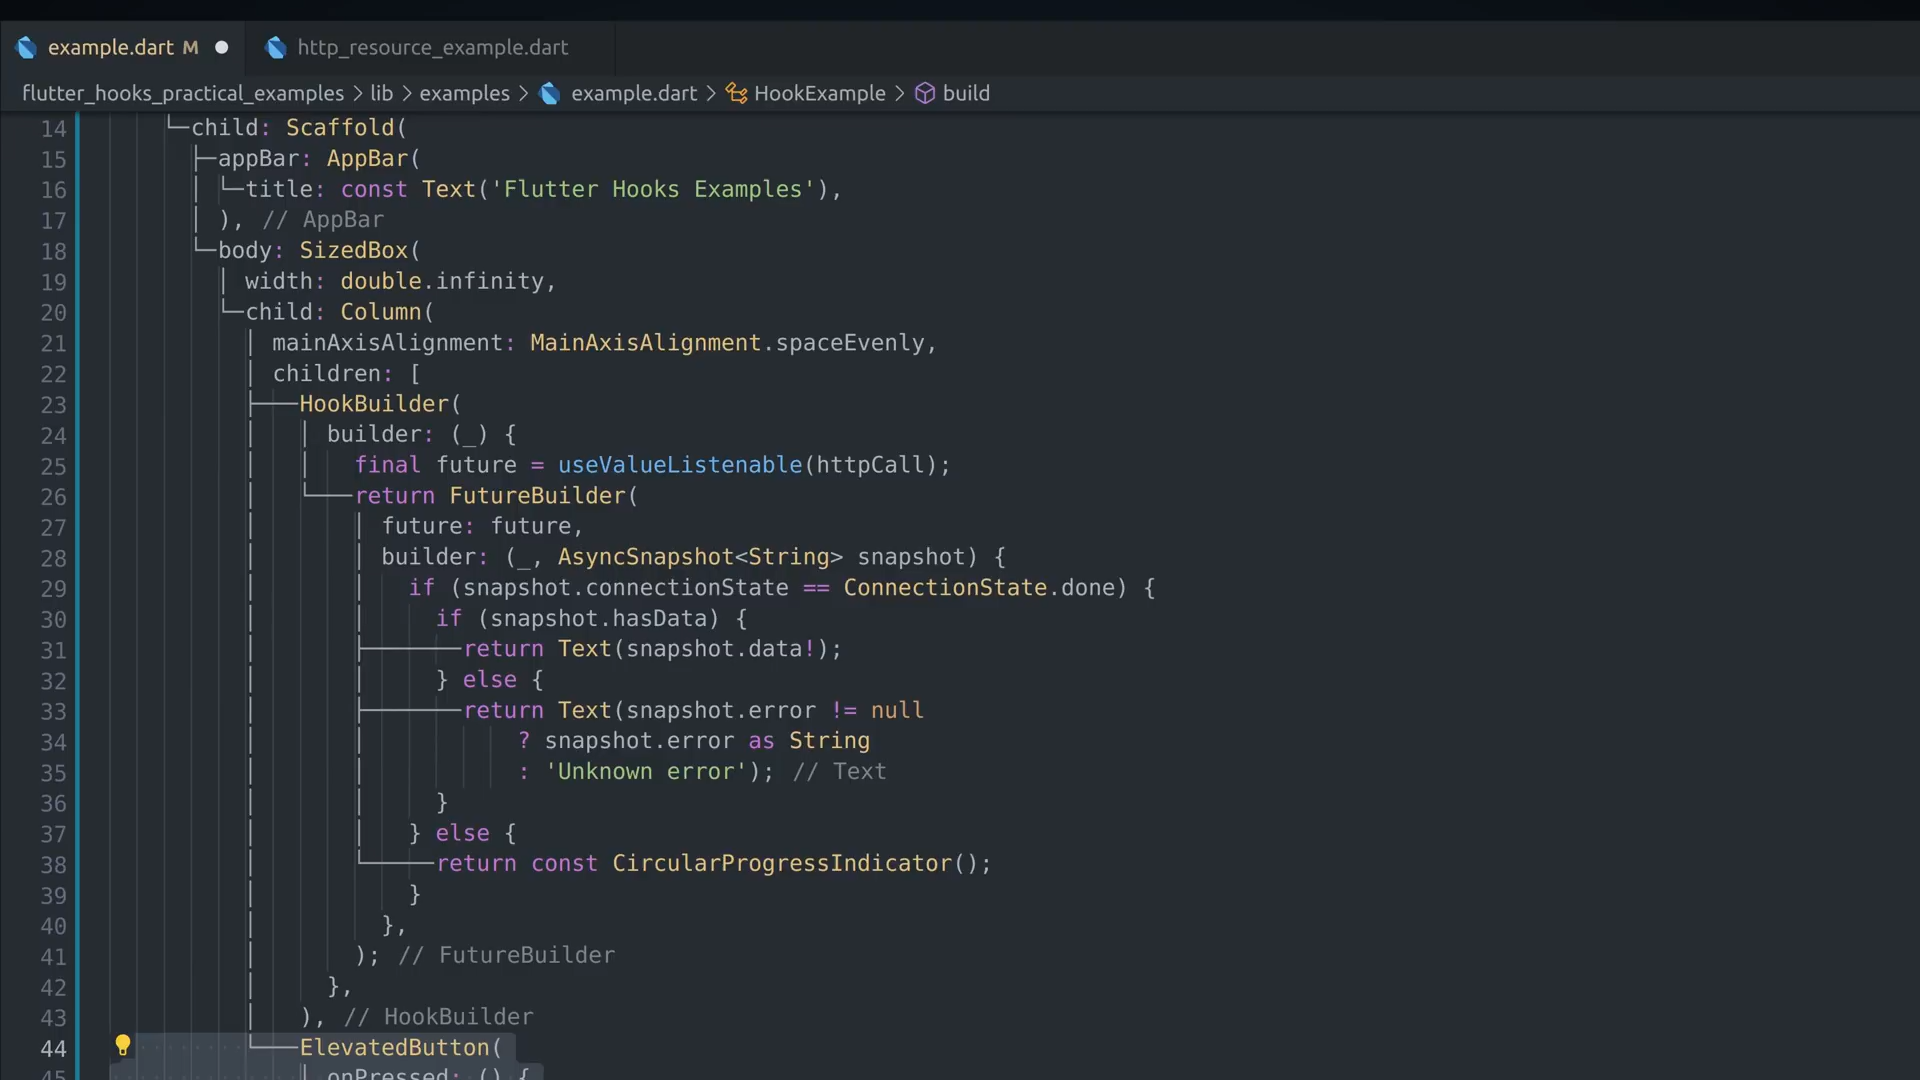 example.dart M
http_resource_example.dart
flutter_hooks_practical_examples > lib > examples > example.dart > HookExample > build
14 child: Scaffold(
15 appBar: AppBar(
16 title: const Text('Flutter Hooks Examples'),
17 ), // AppBar
18 body: SizedBox(
19 width: double.infinity,
20 child: Column(
21 mainAxisAlignment: MainAxisAlignment.spaceEvenly,
22 children: [
23 HookBuilder(
24 builder: (_) {
25 final future = useValueListenable(httpCall);
26 return FutureBuilder(
27 future: future,
28 builder: (_, AsyncSnapshot<String> snapshot) {
29 if (snapshot.connectionState == ConnectionState.done) {
30 if (snapshot.hasData) {
31 return Text(snapshot.data!);
32 } else {
33 return Text(snapshot.error != null
34 ? snapshot.error as String
35 : 'Unknown error'); // Text
36 }
37 } else {
38 return const CircularProgressIndicator();
39 }
40 },
41 ); // FutureBuilder
42 },
43 ), // HookBuilder
44 ElevatedButton(
45 onPressed: () {